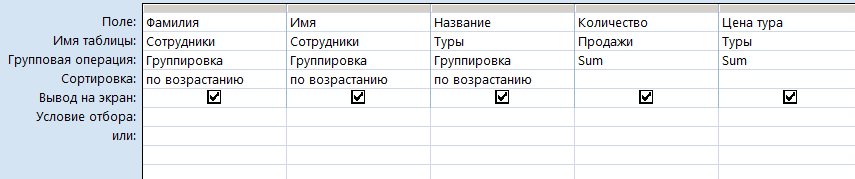 Поле: Фамилия Имя Название Количество Цена тура
Имя таблицы: Сотрудники Сотрудники Туры Продажи Туры
Групповая операция: Группировка Группировка Группировка Sum Sum
Сортировка: по возрастанию по возрастанию по возрастанию
Вывод на экран:
Условие отбора:
или: